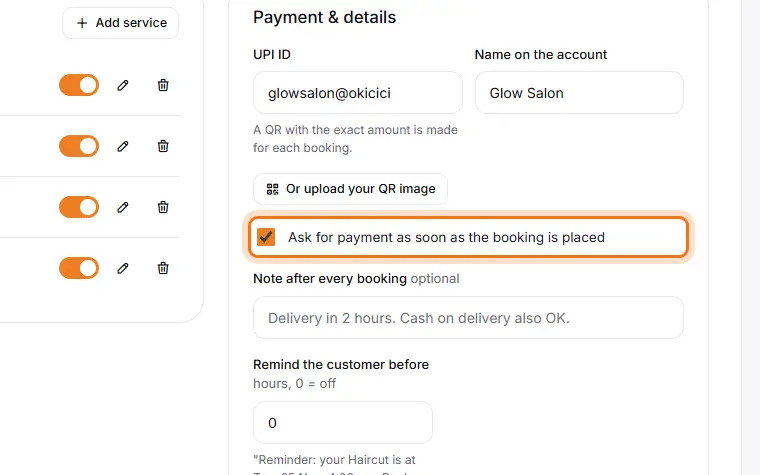 Add service
Payment & details
UPI ID
Name on the account
glowsalon@okicici
Glow Salon
A QR with the exact amount is made
for each booking.
Or upload your QR image
Ask for payment as soon as the booking is placed
Note after every booking optional
Delivery in 2 hours. Cash on delivery also OK.
Remind the customer before
hours, 0 = off
0
"Reminder: your Haircut is at